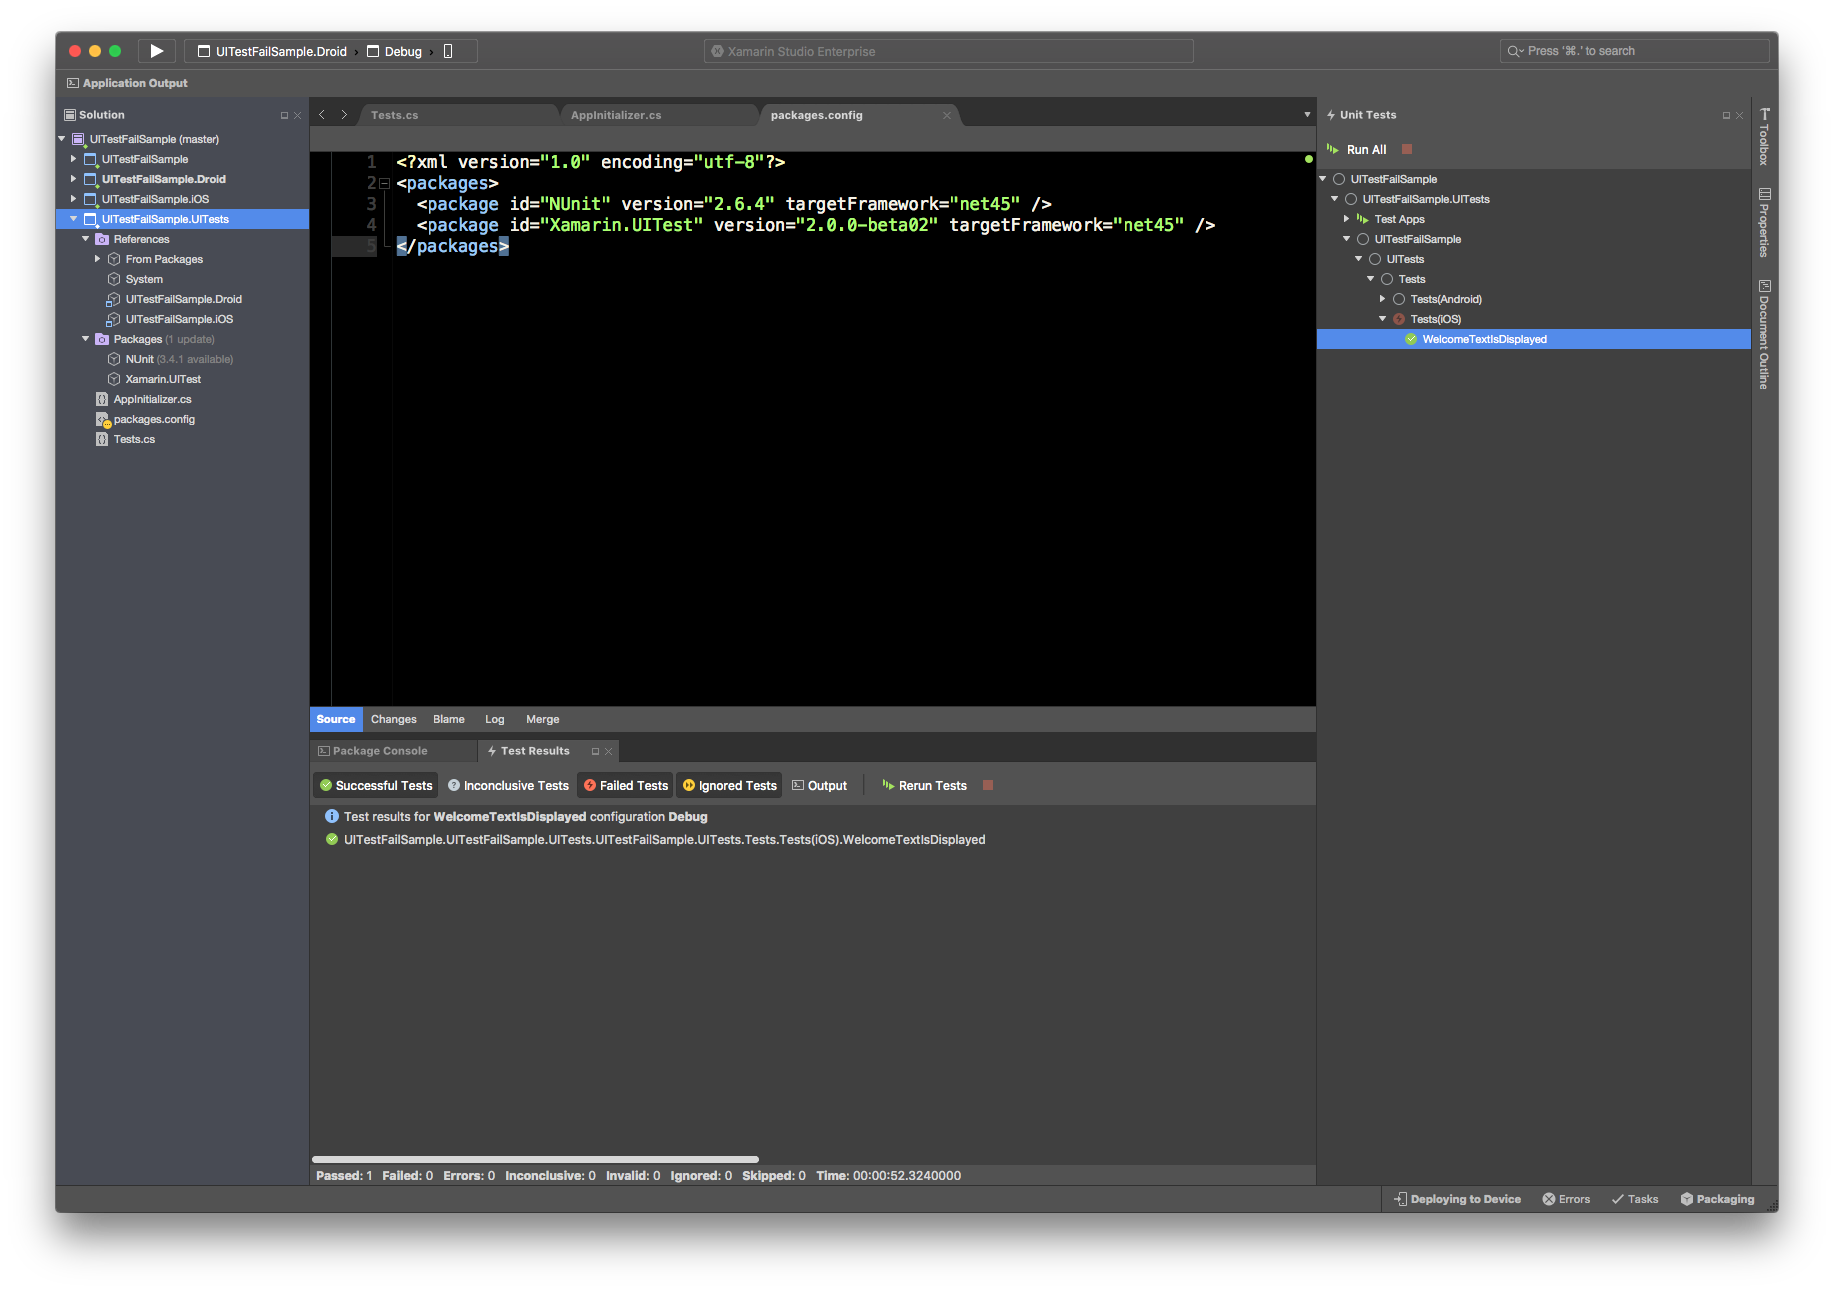 UITestFailSample.Droid › Debug ›
Xamarin Studio Enterprise
Press '⌘.' to search
Application Output
Solution
UITestFailSample (master)
UITestFailSample
UITestFailSample.Droid
UITestFailSample.iOS
UITestFailSample.UITests
References
From Packages
System
UITestFailSample.Droid
UITestFailSample.iOS
Packages (1 update)
NUnit (3.4.1 available)
Xamarin.UITest
AppInitializer.cs
packages.config
Tests.cs
Tests.cs
AppInitializer.cs
packages.config
1 <?xml version="1.0" encoding="utf-8"?>
2 <packages>
3 <package id="NUnit" version="2.6.4" targetFramework="net45" />
4 <package id="Xamarin.UITest" version="2.0.0-beta02" targetFramework="net45" />
5 </packages>
Source Changes Blame Log Merge
Package Console
Test Results
Successful Tests Inconclusive Tests Failed Tests Ignored Tests Output Rerun Tests
Test results for WelcomeTextIsDisplayed configuration Debug
UITestFailSample.UITestFailSample.UITests.UITestFailSample.UITests.Tests.Tests(iOS).WelcomeTextIsDisplayed
Passed: 1 Failed: 0 Errors: 0 Inconclusive: 0 Invalid: 0 Ignored: 0 Skipped: 0 Time: 00:00:52.3240000
Unit Tests
Run All
UITestFailSample
UITestFailSample.UITests
Test Apps
UITestFailSample
UITests
Tests
Tests(Android)
Tests(iOS)
WelcomeTextIsDisplayed
Toolbox
Properties
Document Outline
Deploying to Device Errors Tasks Packaging